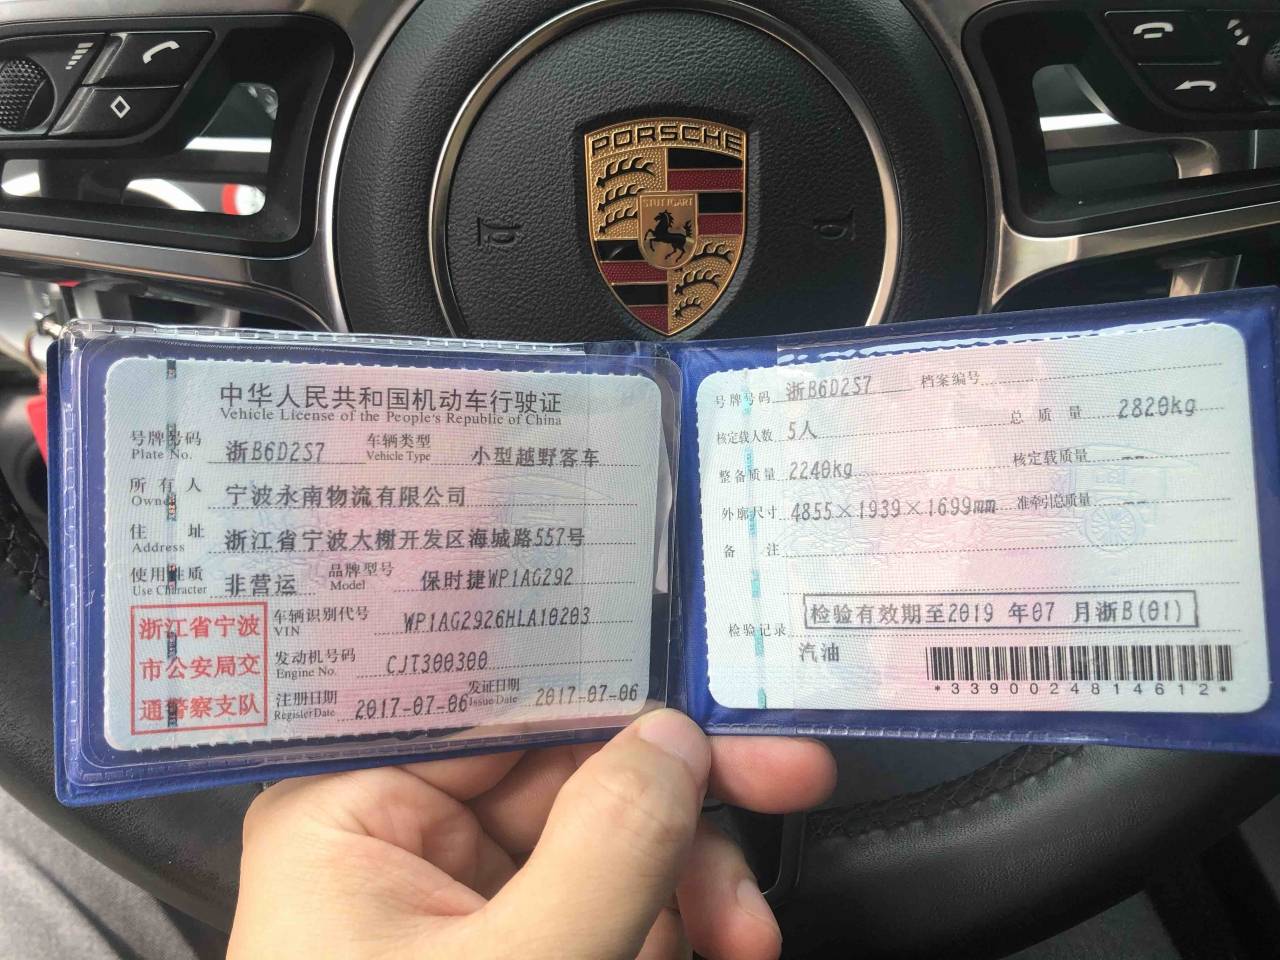 PORSCHE
STUTTGART
中华人民共和国机动车行驶证
Vehicle License of the People's Republic of China
号牌号码 浙B6D2S7 车辆类型 小型越野客车
Plate No. Vehicle Type
所有人 宁波永南物流有限公司
Owner
住址 浙江省宁波大榭开发区海城路557号
Address
使用性质 非营运 品牌型号 保时捷WP1AG292
Use Character Model
浙江省宁波
市公安局交
通警察支队
车辆识别代号 WP1AG2926HLA10203
VIN
发动机号码 CJT300300
Engine No.
注册日期 2017-07-06 发证日期 2017-07-06
Register Date Issue Date
号牌号码 浙B6D2S7 档案编号
核定载人数 5人 总质量 2820kg
整备质量 2240kg 核定载质量 --
外廓尺寸 4855×1939×1699mm 准牵引总质量 --
备注
检验记录 检验有效期至2019 年07 月浙B(01)
汽油
*3390024814612*